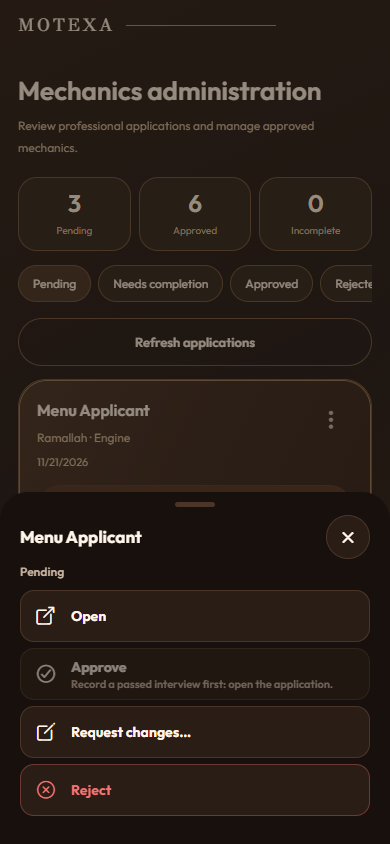 MOTEXA
Mechanics administration
Review professional applications and manage approved
mechanics.
3
Pending
6
Approved
0
Incomplete
Pending
Needs completion
Approved
Rejecte
Refresh applications
Menu Applicant
Ramallah · Engine
11/21/2026
Menu Applicant
Pending
Open
Approve
Record a passed interview first: open the application.
Request changes...
Reject